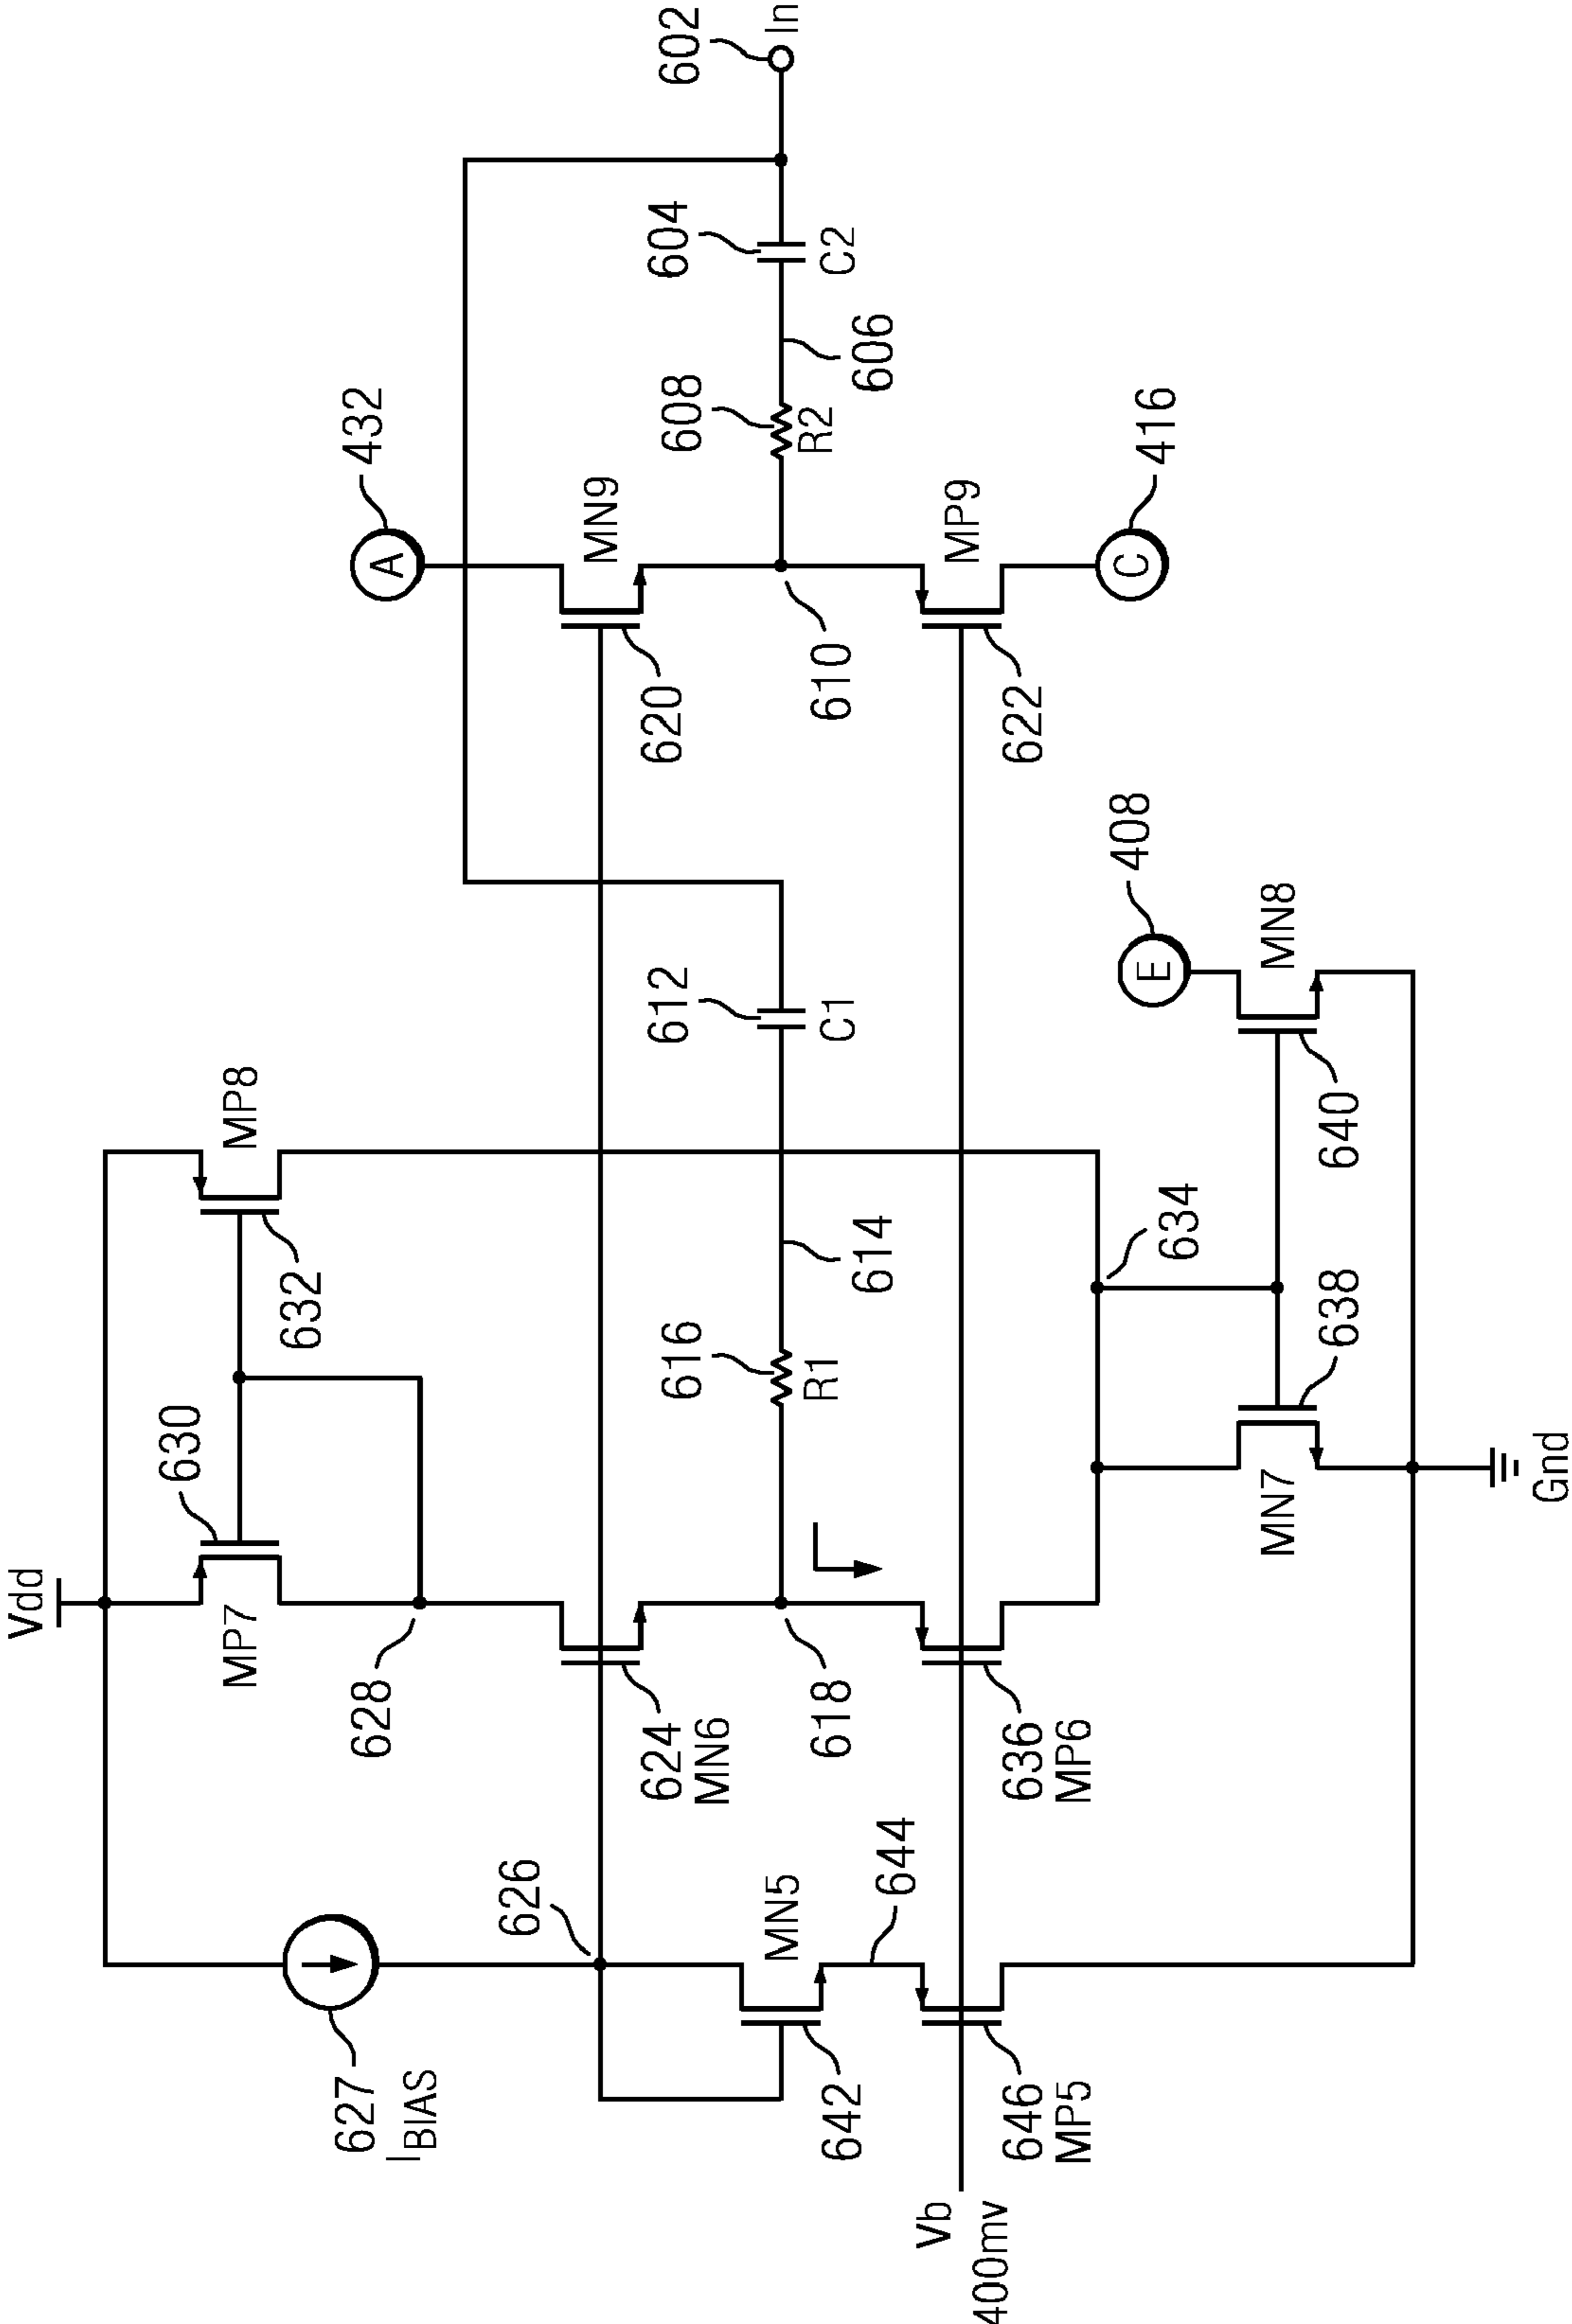 Vdd
630
MP7
628
632
MP8
A
432
602
In
627
IBIAS
626
624
MN6
620
MN9
612
C1
604
C2
606
608
R2
610
614
616
R1
618
MN5
642
644
646
MP5
Vb
400mv
636
MP6
622
MP9
C
416
634
E
408
638
MN7
640
MN8
Gnd